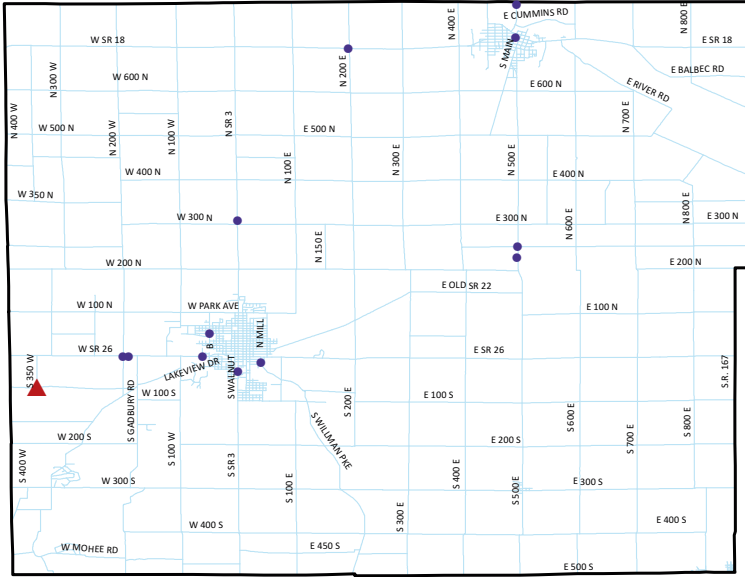 E CUMMINS RD
N 400 E
N 800 E
W SR 18
S MAIN
E SR 18
N 300 W
W 600 N
N 200 E
E BALBEC RD
E 600 N
E RIVER RD
N 400 W
W 500 N
N 200 W
N 100 W
N SR 3
E 500 N
N 700 E
N 100 E
N 300 E
N 500 E
W 400 N
E 400 N
W 350 N
W 300 N
E 300 N
N 600 E
N 800 E
E 300 N
N 150 E
W 200 N
E 200 N
E OLD SR 22
W 100 N
W PARK AVE
E 100 N
N MILL
B
W SR 26
E SR 26
S 350 W
LAKEVIEW DR
S WALNUT
S.R. 167
W 100 S
S 200 E
E 100 S
S GADBURY RD
S WILLMAN PKE
S 600 E
S 800 E
W 200 S
E 200 S
S 700 E
S 100 W
S SR 3
S 400 W
W 300 S
S 100 E
S 400 E
S 500 E
E 300 S
W 400 S
S 300 E
E 400 S
W MOHEE RD
E 450 S
E 500 S